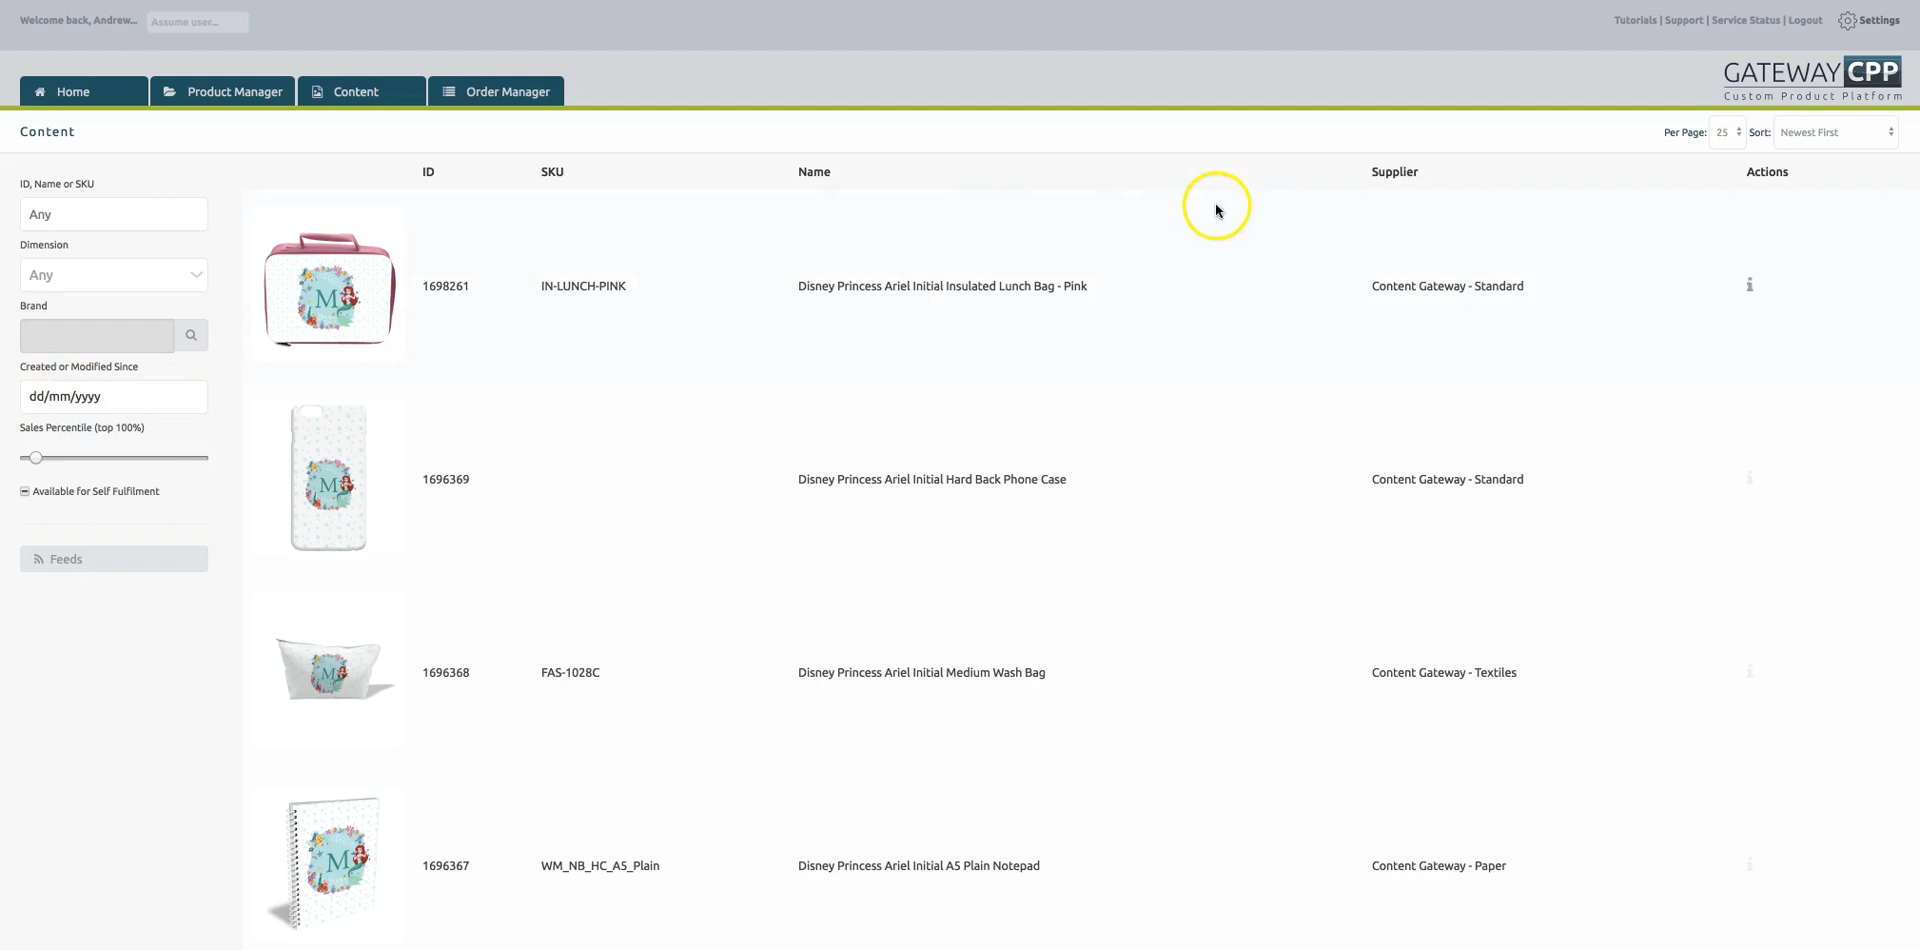 Welcome back, Andrew... Assume user...
Tutorials | Support | Service Status | Logout Settings
Home Product Manager Content Order Manager
GATEWAY CPP
Custom Product Platform
Content
Per Page: 25 Sort: Newest First
ID SKU Name Supplier Actions
ID, Name or SKU
Any
Dimension
Any
Brand
Created or Modified Since
dd/mm/yyyy
Sales Percentile (top 100%)
Available for Self Fulfilment
Feeds
M
1698261 IN-LUNCH-PINK Disney Princess Ariel Initial Insulated Lunch Bag - Pink Content Gateway - Standard
M
1696369 Disney Princess Ariel Initial Hard Back Phone Case Content Gateway - Standard
M
1696368 FAS-1028C Disney Princess Ariel Initial Medium Wash Bag Content Gateway - Textiles
M
1696367 WM_NB_HC_A5_Plain Disney Princess Ariel Initial A5 Plain Notepad Content Gateway - Paper